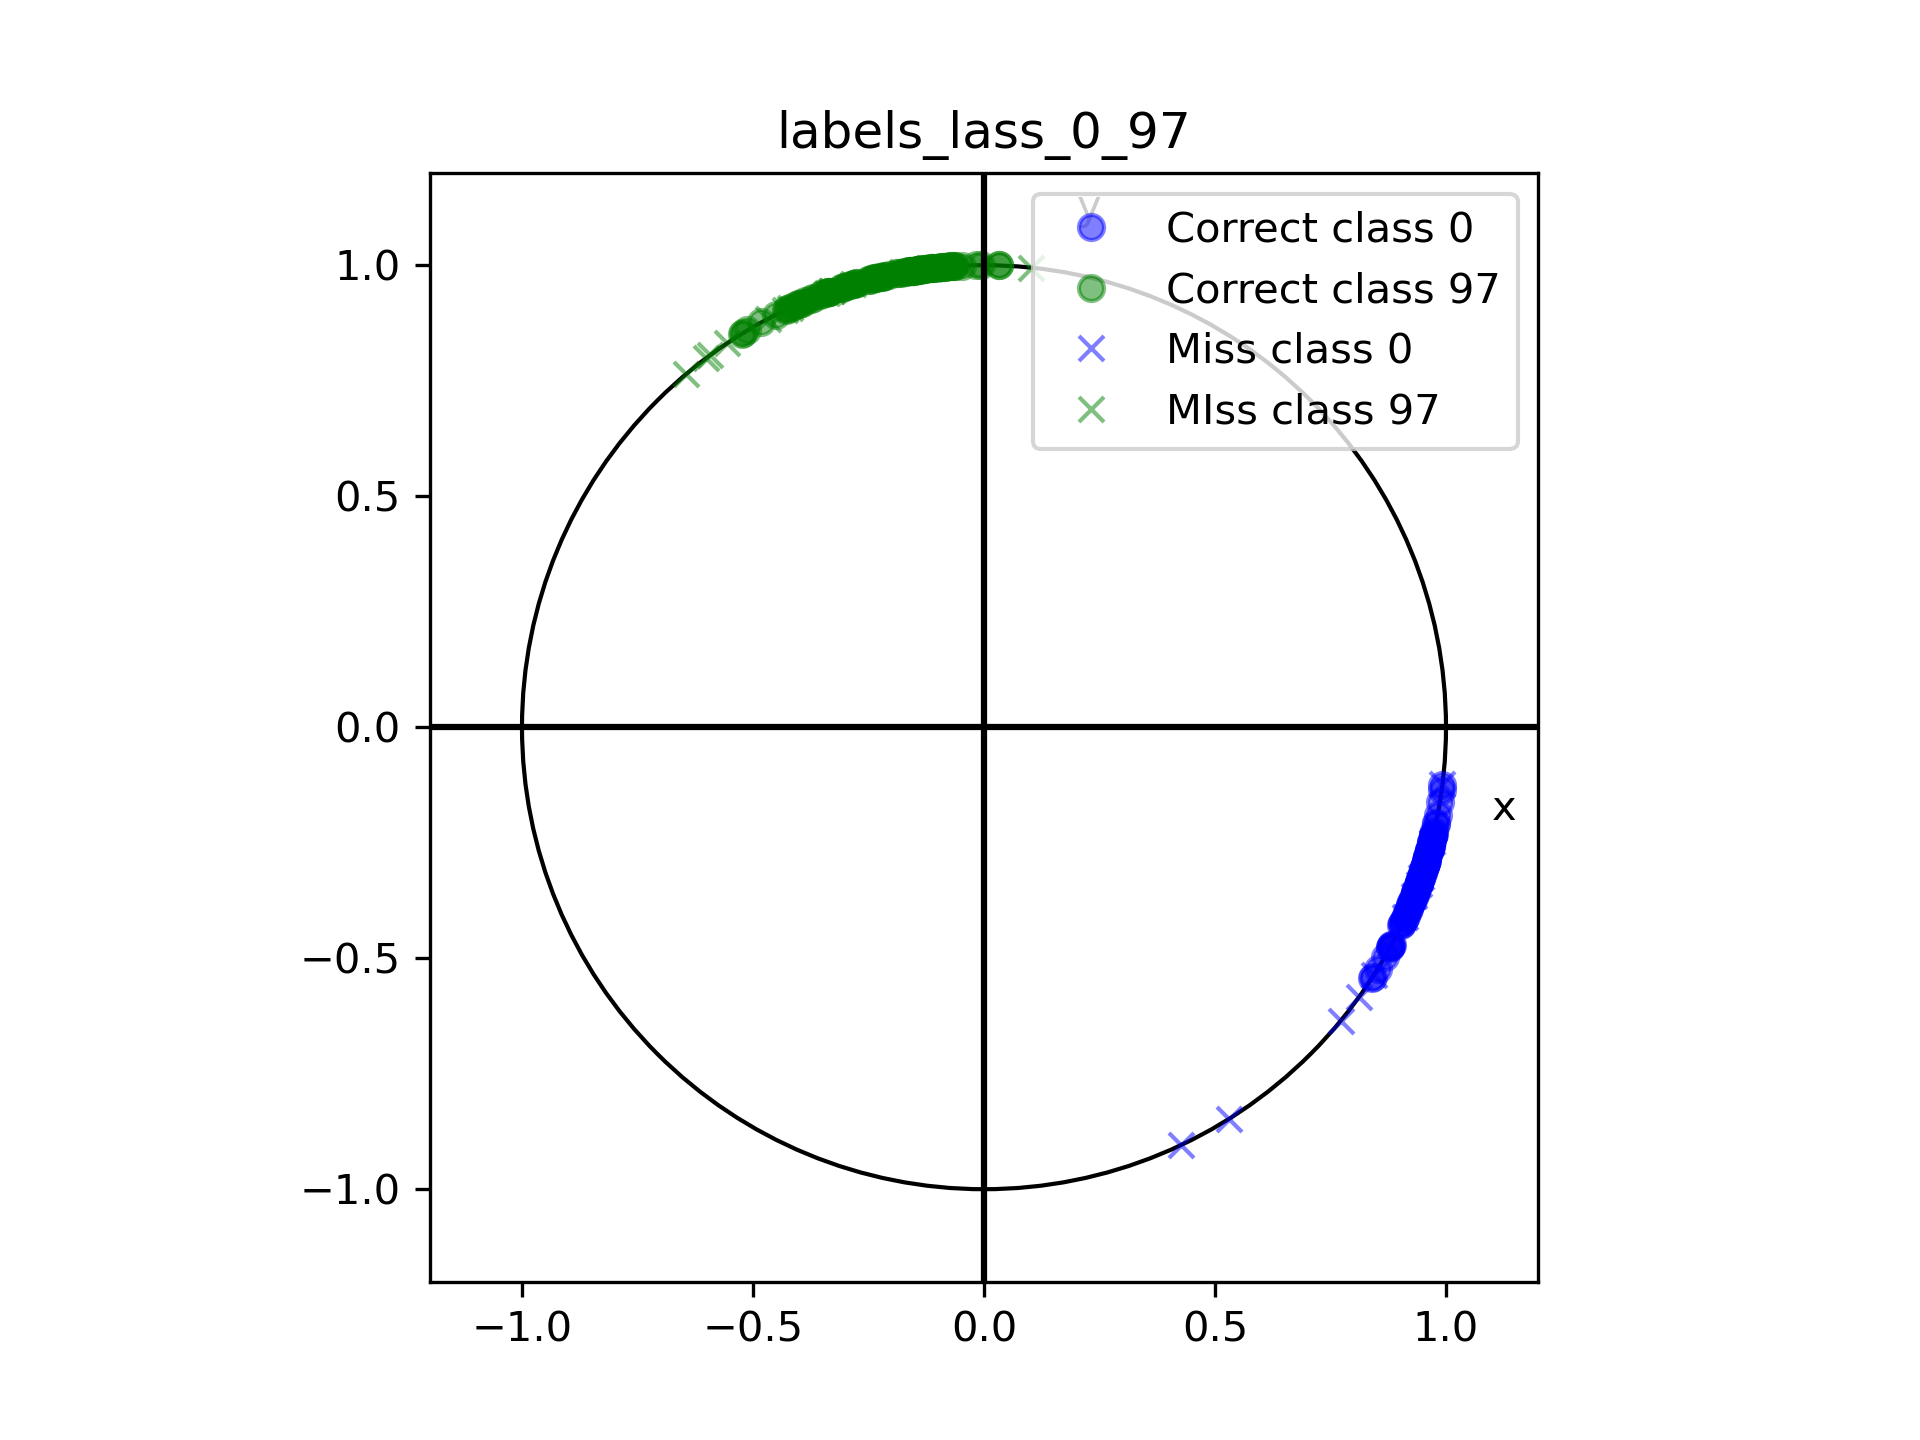 labels_lass_0_97
y
Correct class 0
Correct class 97
Miss class 0
MIss class 97
1.0
0.5
0.0
−0.5
−1.0
x
−1.0 −0.5 0.0 0.5 1.0